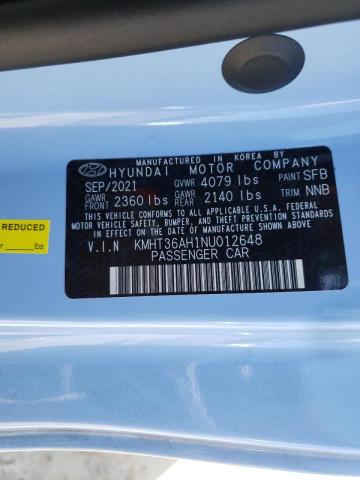 MANUFACTURED IN KOREA BY
HYUNDAI MOTOR COMPANY
SEP/2021 GVWR 4079 lbs PAINT SFB
GAWR FRONT 2360 lbs GAWR REAR 2140 lbs TRIM NNB
THIS VEHICLE CONFORMS TO ALL APPLICABLE U.S.A. FEDERAL
MOTOR VEHICLE SAFETY, BUMPER, AND THEFT PREVENTION
STANDARDS IN EFFECT ON THE DATE OF MANUFACTURE SHOWN ABOVE.
V.I.N KMHT36AH1NU012648
PASSENGER CAR
REDUCED
lbs